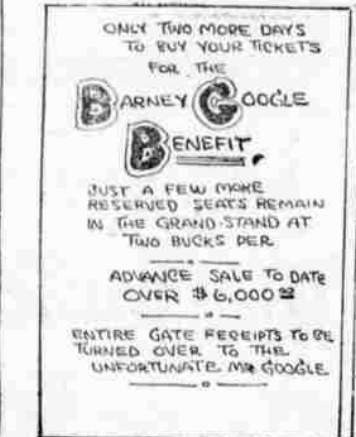 ONLY TWO MORE DAYS
TO BUY YOUR TICKETS
FOR THE
BARNEY GOOGLE
BENEFIT.
JUST A FEW MORE
RESERVED SEATS REMAIN
IN THE GRAND-STAND AT
TWO BUCKS PER
ADVANCE SALE TO DATE
OVER $6,000 00
ENTIRE GATE RECEIPTS TO BE
TURNED OVER TO THE
UNFORTUNATE MR GOOGLE